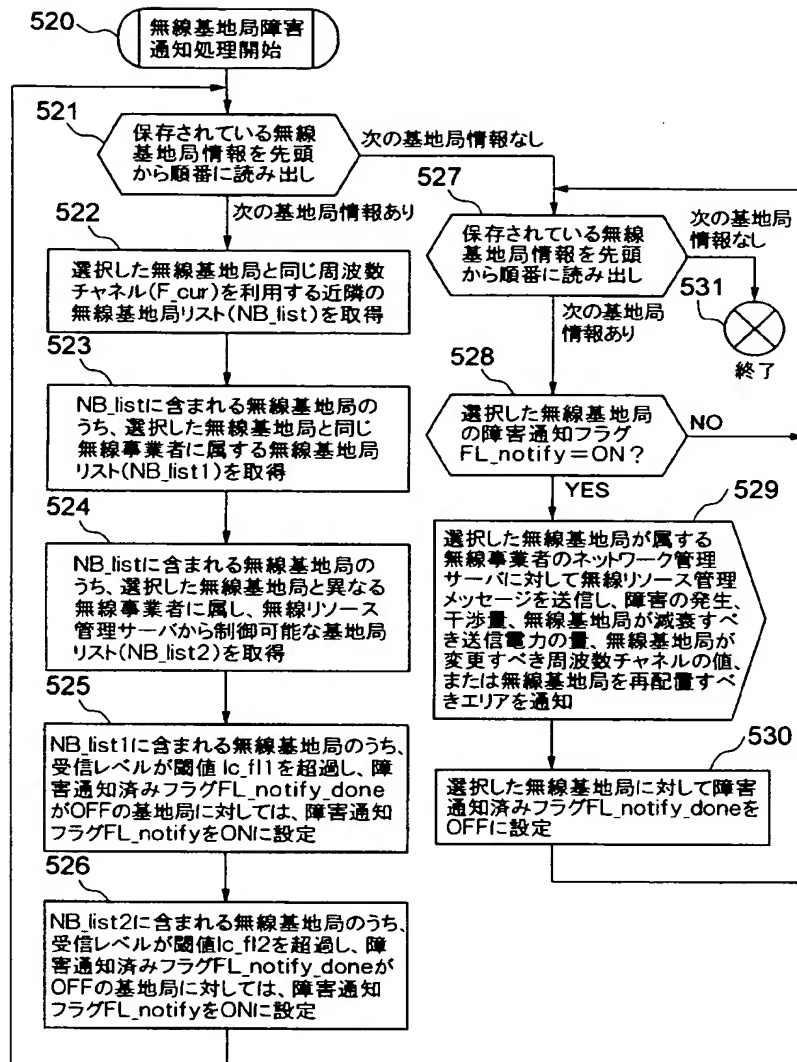 520
無線基地局障害
通知処理開始
521
保存されている無線
基地局情報を先頭
から順番に読み出し
次の基地局情報なし
次の基地局情報あり
522
選択した無線基地局と同じ周波数
チャネル(F_cur)を利用する近隣の
無線基地局リスト(NB_list)を取得
523
NB_listに含まれる無線基地局の
うち、選択した無線基地局と同じ
無線事業者に属する無線基地局
リスト(NB_list1)を取得
524
NB_listに含まれる無線基地局の
うち、選択した無線基地局と異なる
無線事業者に属し、無線リソース
管理サーバから制御可能な基地局
リスト(NB_list2)を取得
525
NB_list1に含まれる無線基地局のうち、
受信レベルが閾値Ic_fl1を超過し、障
害通知済みフラグFL_notify_done
がOFFの基地局に対しては、障害通知
フラグFL_notifyをONに設定
526
NB_list2に含まれる無線基地局のうち、
受信レベルが閾値Ic_fl2を超過し、障
害通知済みフラグFL_notify_doneが
OFFの基地局に対しては、障害通知
フラグFL_notifyをONに設定
527
保存されている無線
基地局情報を先頭
から順番に読み出し
次の基地局
情報なし
531
終了
次の基地局
情報あり
528
選択した無線基地局
の障害通知フラグ
FL_notify=ON?
NO
YES
529
選択した無線基地局が属する
無線事業者のネットワーク管理
サーバに対して無線リソース管理
メッセージを送信し、障害の発生、
干渉量、無線基地局が減衰すべ
き送信電力の量、無線基地局が
変更すべき周波数チャネルの値、
または無線基地局を再配置すべ
きエリアを通知
530
選択した無線基地局に対して障害
通知済みフラグFL_notify_doneを
OFFに設定